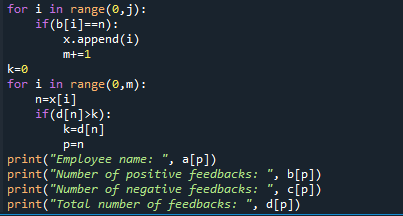 for i in range(0,j):
    if(b[i]==n):
        x.append(i)
        m+=1
k=0
for i in range(0,m):
    n=x[i]
    if(d[n]>k):
        k=d[n]
        p=n
print("Employee name: ", a[p])
print("Number of positive feedbacks: ", b[p])
print("Number of negative feedbacks: ", c[p])
print("Total number of feedbacks: ", d[p])